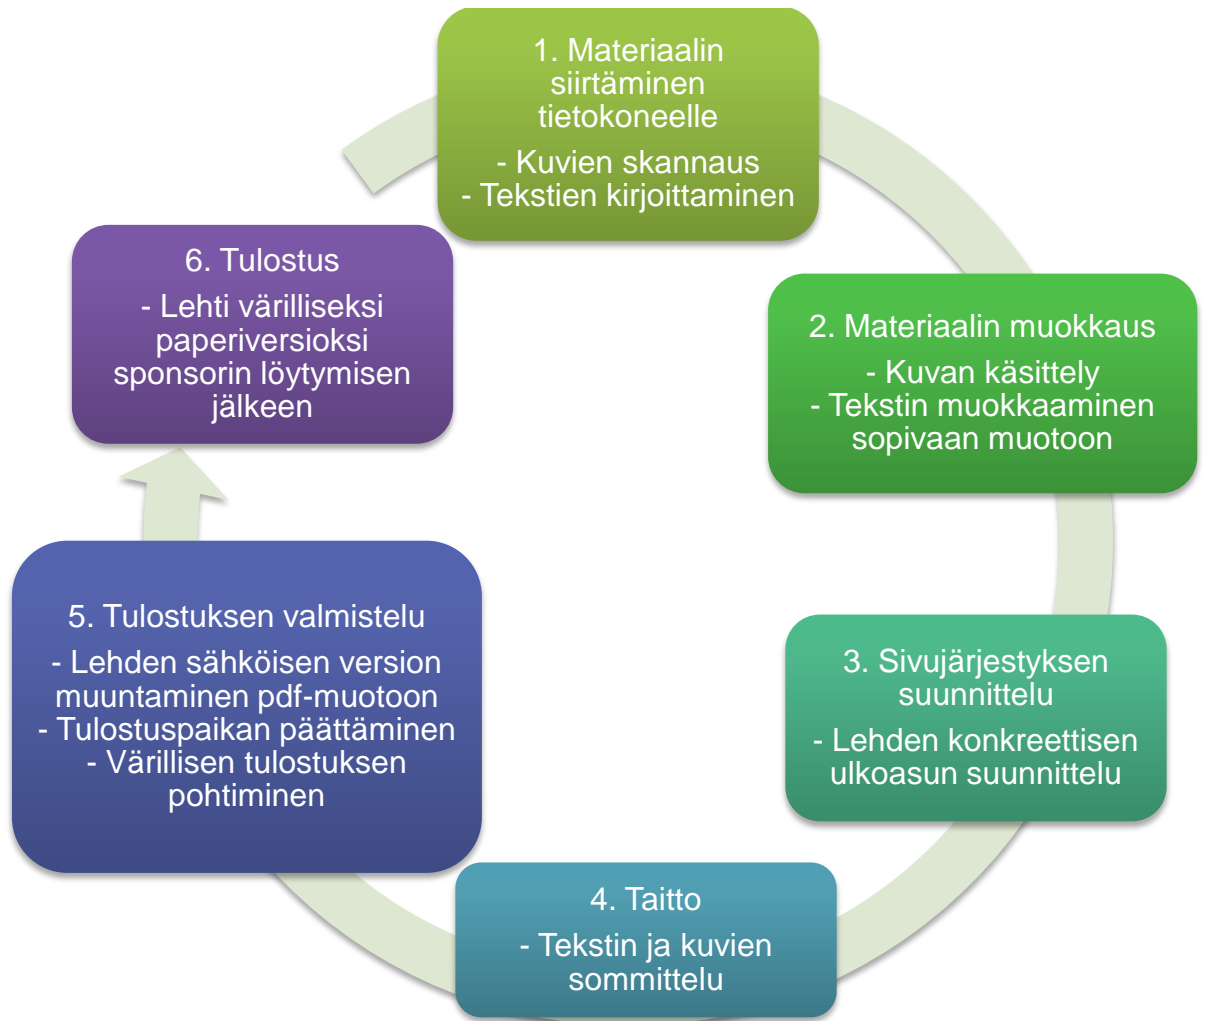 1. Materiaalin
siirtäminen
tietokoneelle
- Kuvien skannaus
- Tekstien kirjoittaminen
2. Materiaalin muokkaus
- Kuvan käsittely
- Tekstin muokkaaminen
sopivaan muotoon
3. Sivujärjestyksen
suunnittelu
- Lehden konkreettisen
ulkoasun suunnittelu
4. Taitto
- Tekstin ja kuvien
sommittelu
5. Tulostuksen valmistelu
- Lehden sähköisen version
muuntaminen pdf-muotoon
- Tulostuspaikan päättäminen
- Värillisen tulostuksen
pohtiminen
6. Tulostus
- Lehti värilliseksi
paperiversioksi
sponsorin löytymisen
jälkeen